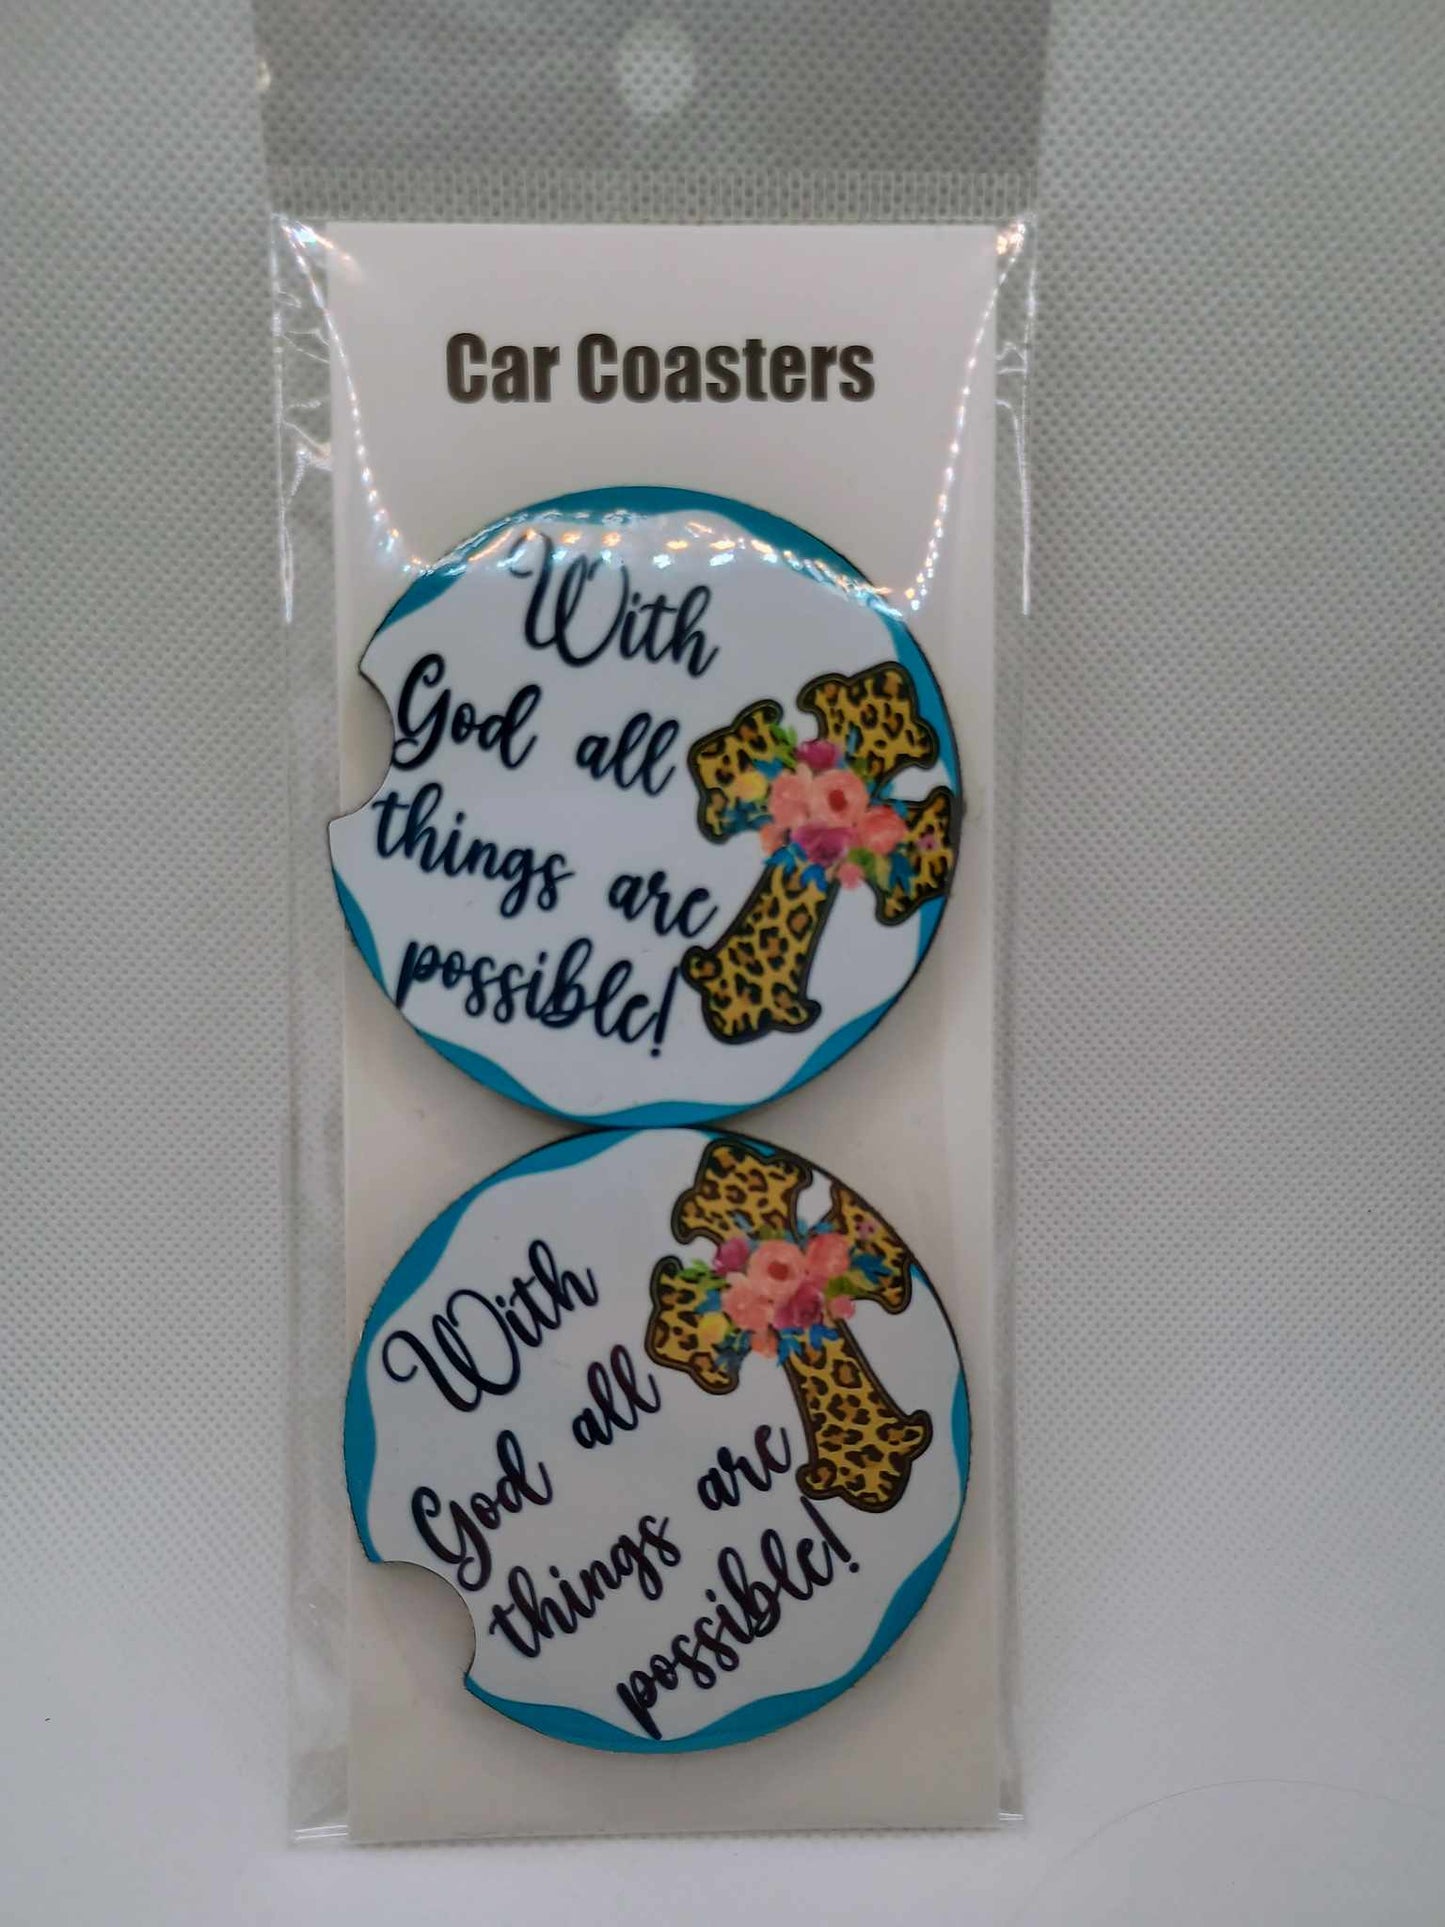 Car Coasters
With
God all
things are
possible!
With
God all
things are
possible!